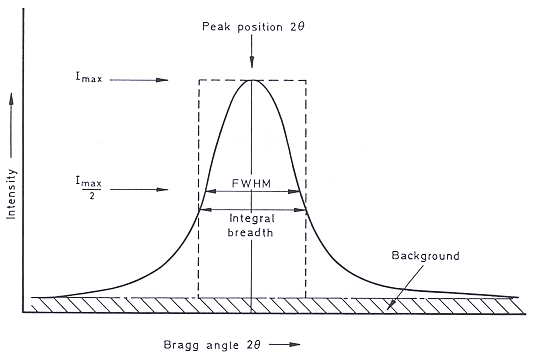 Peak position 2θ
Imax
Imax
2
FWHM
Integral
breadth
Intensity
Background
Bragg angle 2θ